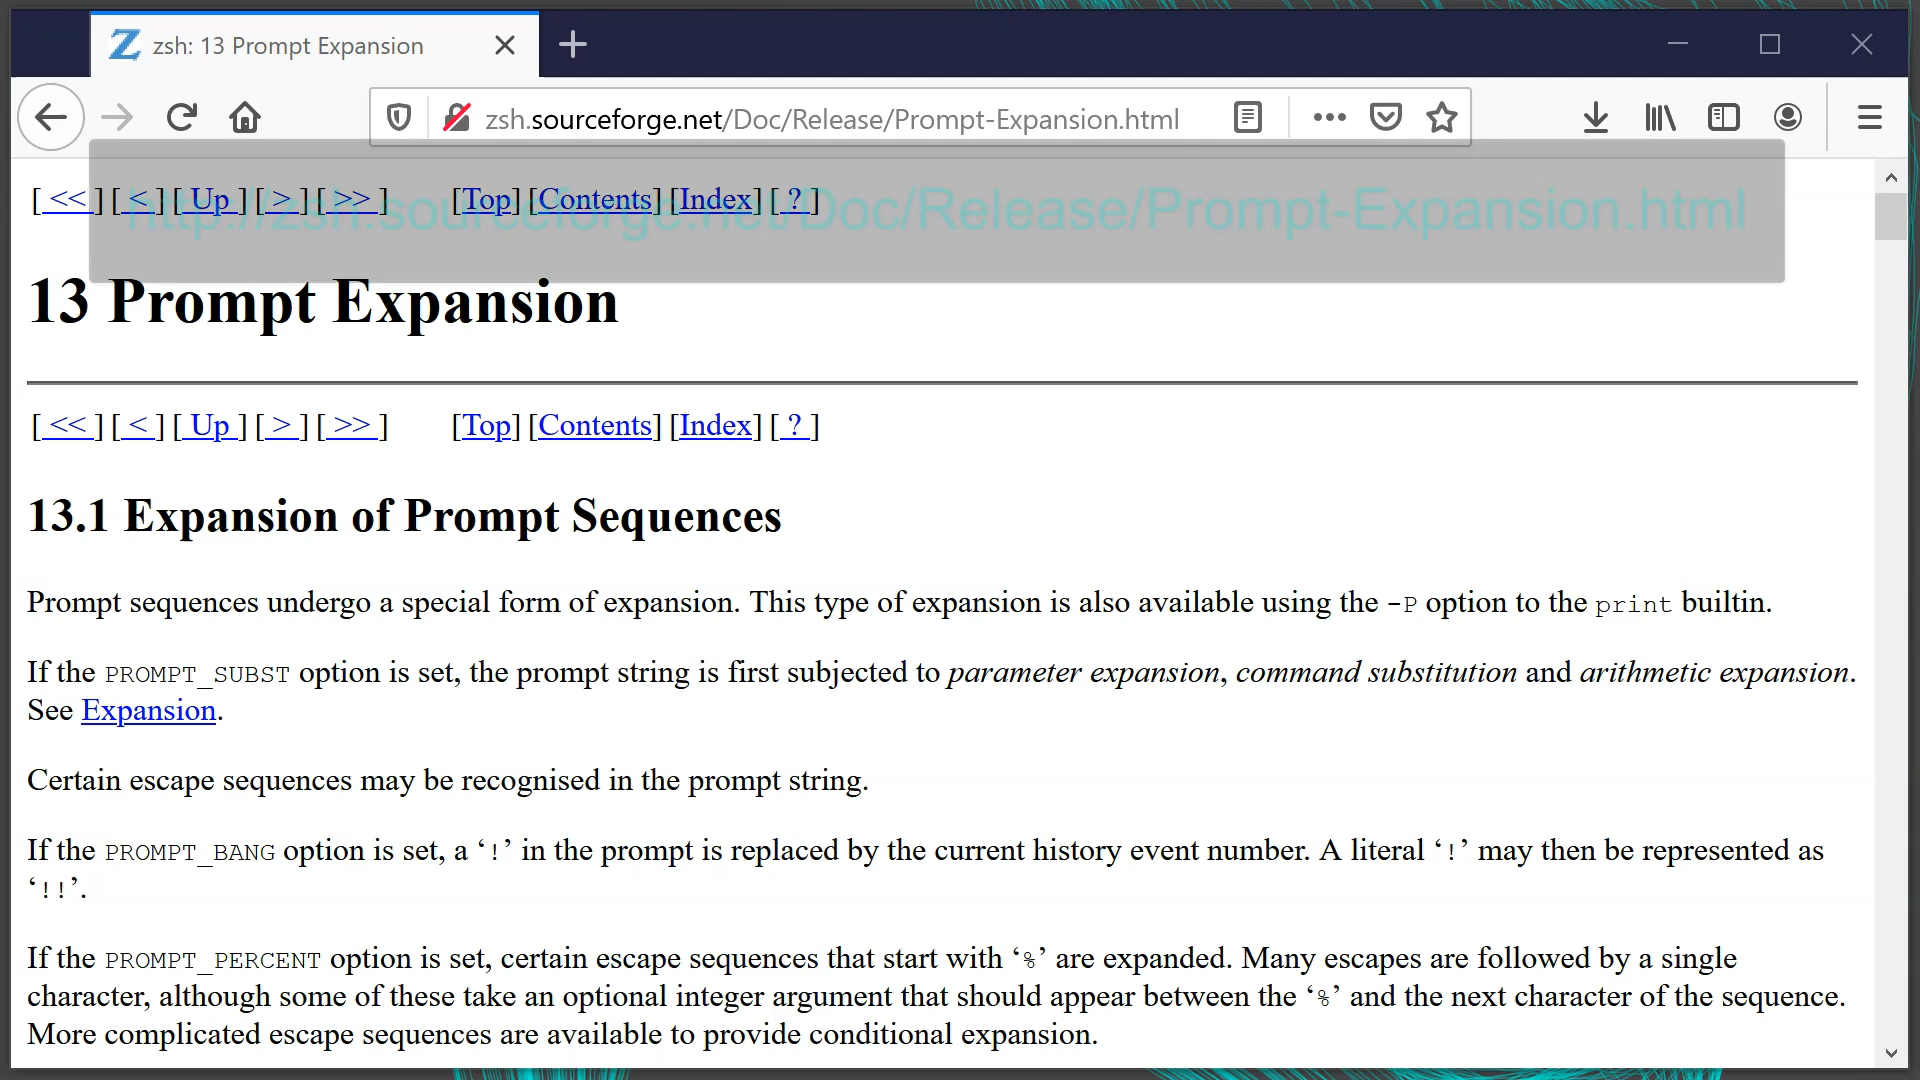 zsh: 13 Prompt Expansion
zsh.sourceforge.net/Doc/Release/Prompt-Expansion.html
[ << ] [ < ] [ Up ] [ > ] [ >> ] [Top] [Contents] [Index] [ ? ]
http://zsh.sourceforge.net/Doc/Release/Prompt-Expansion.html
13 Prompt Expansion
[ << ] [ < ] [ Up ] [ > ] [ >> ] [Top] [Contents] [Index] [ ? ]
13.1 Expansion of Prompt Sequences
Prompt sequences undergo a special form of expansion. This type of expansion is also available using the -P option to the print builtin.
If the PROMPT_SUBST option is set, the prompt string is first subjected to parameter expansion, command substitution and arithmetic expansion.
See Expansion.
Certain escape sequences may be recognised in the prompt string.
If the PROMPT_BANG option is set, a ‘!’ in the prompt is replaced by the current history event number. A literal ‘!’ may then be represented as
‘!!’.
If the PROMPT_PERCENT option is set, certain escape sequences that start with ‘%’ are expanded. Many escapes are followed by a single
character, although some of these take an optional integer argument that should appear between the ‘%’ and the next character of the sequence.
More complicated escape sequences are available to provide conditional expansion.